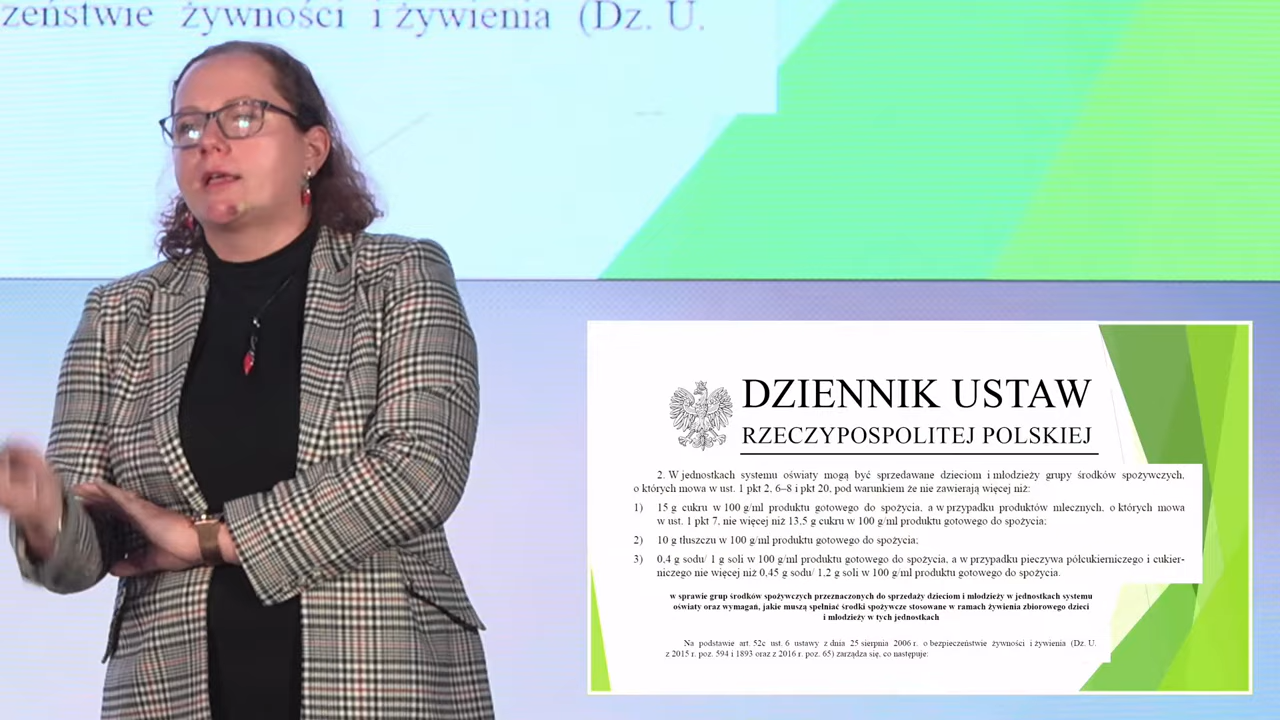 zeństwie żywności i żywienia (Dz. U.
DZIENNIK USTAW
RZECZYPOSPOLITEJ POLSKIEJ
2. W jednostkach systemu oświaty mogą być sprzedawane dzieciom i młodzieży grupy środków spożywczych,
o których mowa w ust. 1 pkt 2, 6–8 i pkt 20, pod warunkiem że nie zawierają więcej niż:
1) 15 g cukru w 100 g/ml produktu gotowego do spożycia, a w przypadku produktów mlecznych, o których mowa
w ust. 1 pkt 7, nie więcej niż 13,5 g cukru w 100 g/ml produktu gotowego do spożycia;
2) 10 g tłuszczu w 100 g/ml produktu gotowego do spożycia;
3) 0,4 g sodu/ 1 g soli w 100 g/ml produktu gotowego do spożycia, a w przypadku pieczywa półcukierniczego i cukier-
niczego nie więcej niż 0,45 g sodu/ 1,2 g soli w 100 g/ml produktu gotowego do spożycia.
w sprawie grup środków spożywczych przeznaczonych do sprzedaży dzieciom i młodzieży w jednostkach systemu
oświaty oraz wymagań, jakie muszą spełniać środki spożywcze stosowane w ramach żywienia zbiorowego dzieci
i młodzieży w tych jednostkach
Na podstawie art. 52c ust. 6 ustawy z dnia 25 sierpnia 2006 r. o bezpieczeństwie żywności i żywienia (Dz. U.
z 2015 r. poz. 594 i 1893 oraz z 2016 r. poz. 65) zarządza się, co następuje: